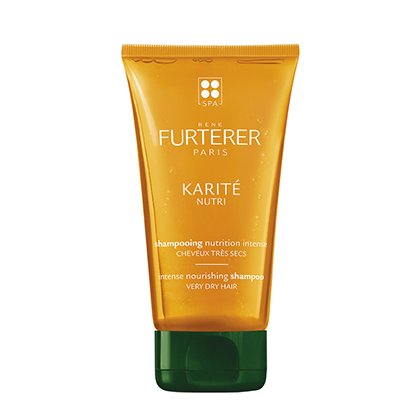 SPA
RENE
FURTERER
PARIS
KARITÉ
NUTRI
shampooing nutrition intense
CHEVEUX TRÈS SECS
intense nourishing shampoo
VERY DRY HAIR